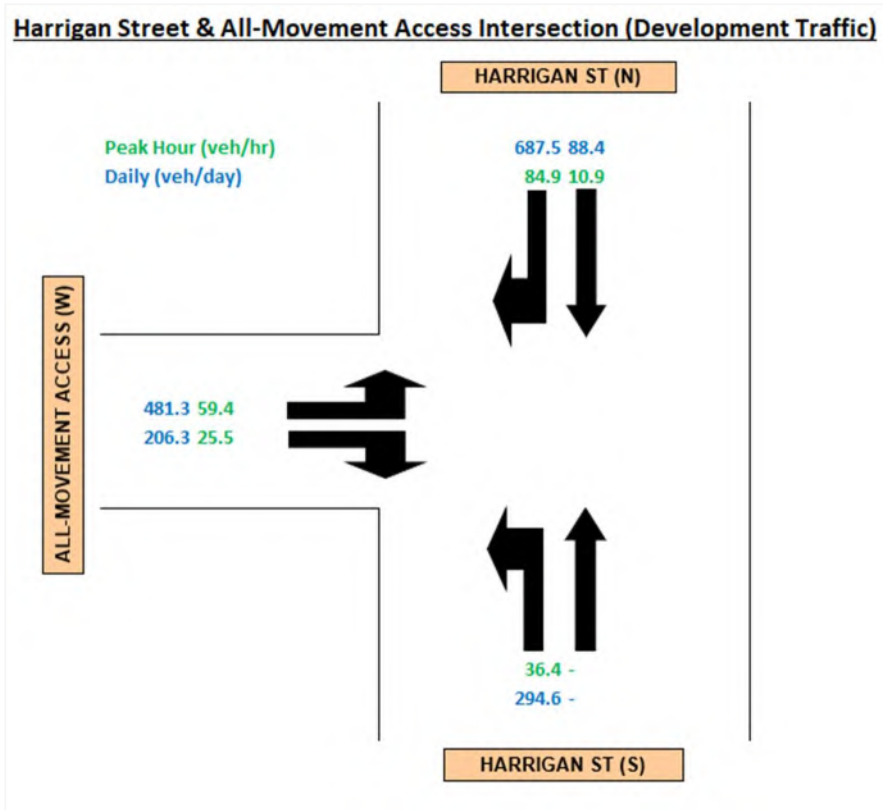 Harrigan Street & All-Movement Access Intersection (Development Traffic)
HARRIGAN ST (N)
Peak Hour (veh/hr)
Daily (veh/day)
687.5 88.4
84.9 10.9
ALL-MOVEMENT ACCESS (W)
481.3 59.4
206.3 25.5
36.4 -
294.6 -
HARRIGAN ST (S)